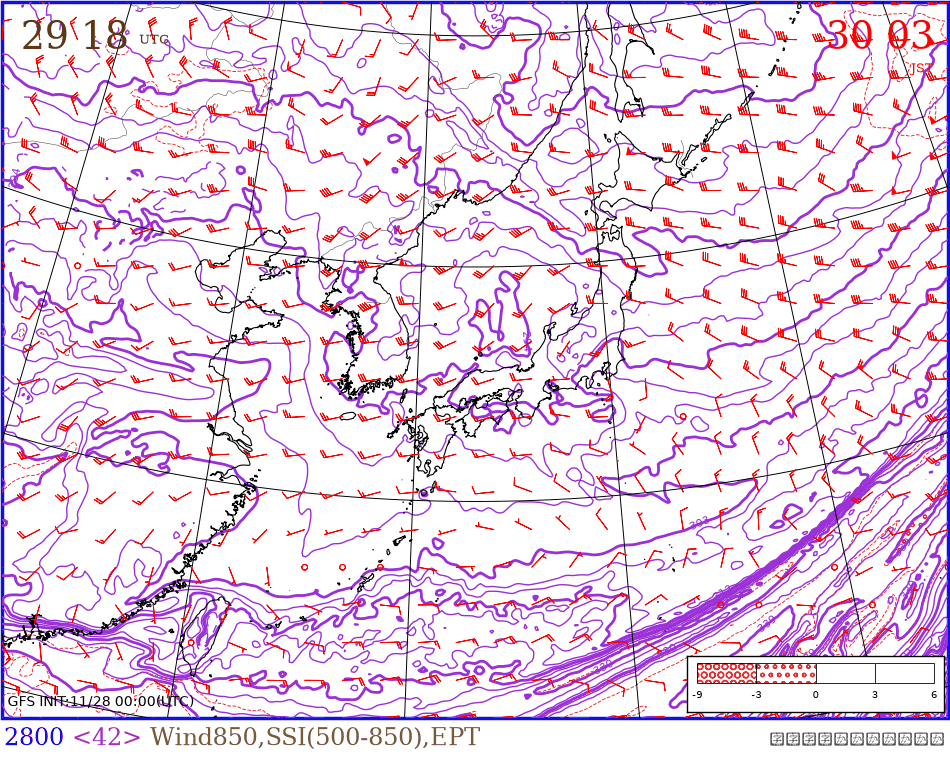 29 18 UTC
30 03
JST
GFS INIT:11/28 00:00(UTC)
-9 -3 0 3 6
2800 <42> Wind850,SSI(500-850),EPT